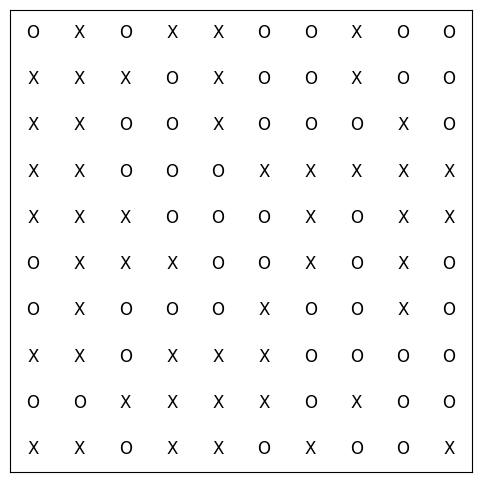 O X O X X O O X O O
X X X O X O O X O O
X X O O X O O O X O
X X O O O X X X X X
X X X O O O X O X X
O X X X O O X O X O
O X O O O X O O X O
X X O X X X O O O O
O O X X X X O X O O
X X O X X O X O O X